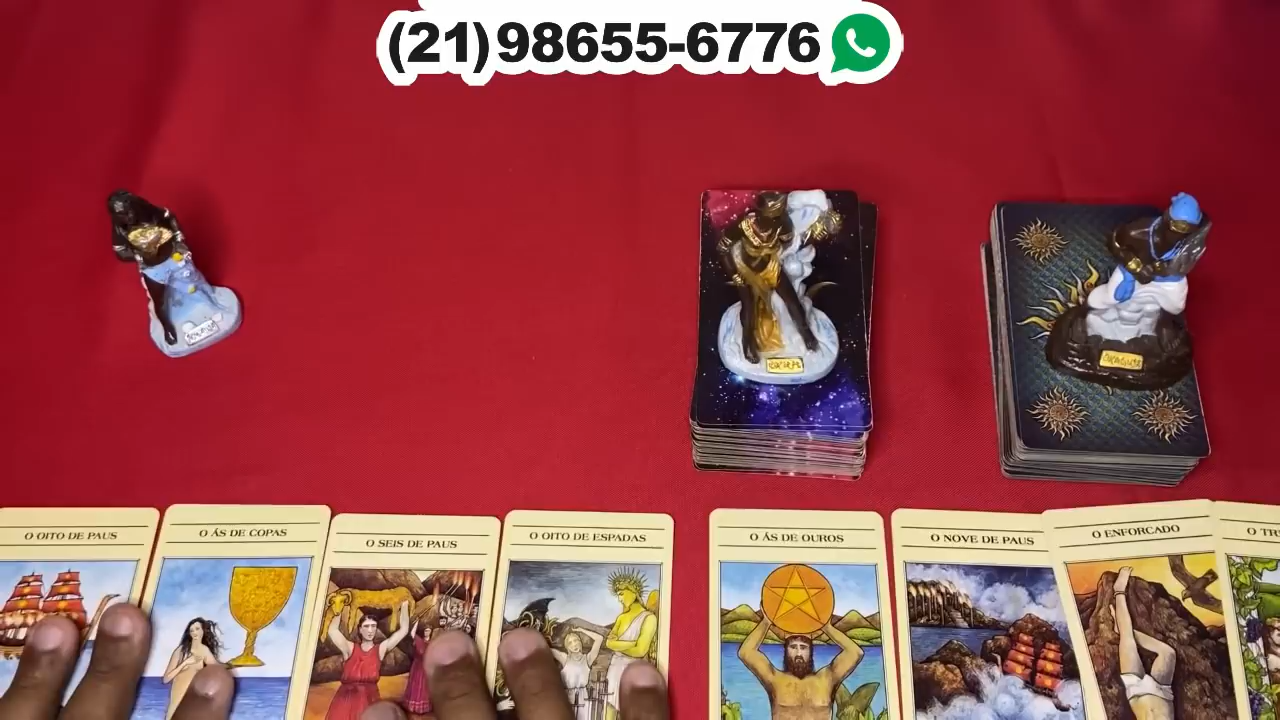 (21) 98655-6776
O OITO DE PAUS
O ÁS DE COPAS
O SEIS DE PAUS
O OITO DE ESPADAS
O ÁS DE OUROS
O NOVE DE PAUS
O ENFORCADO